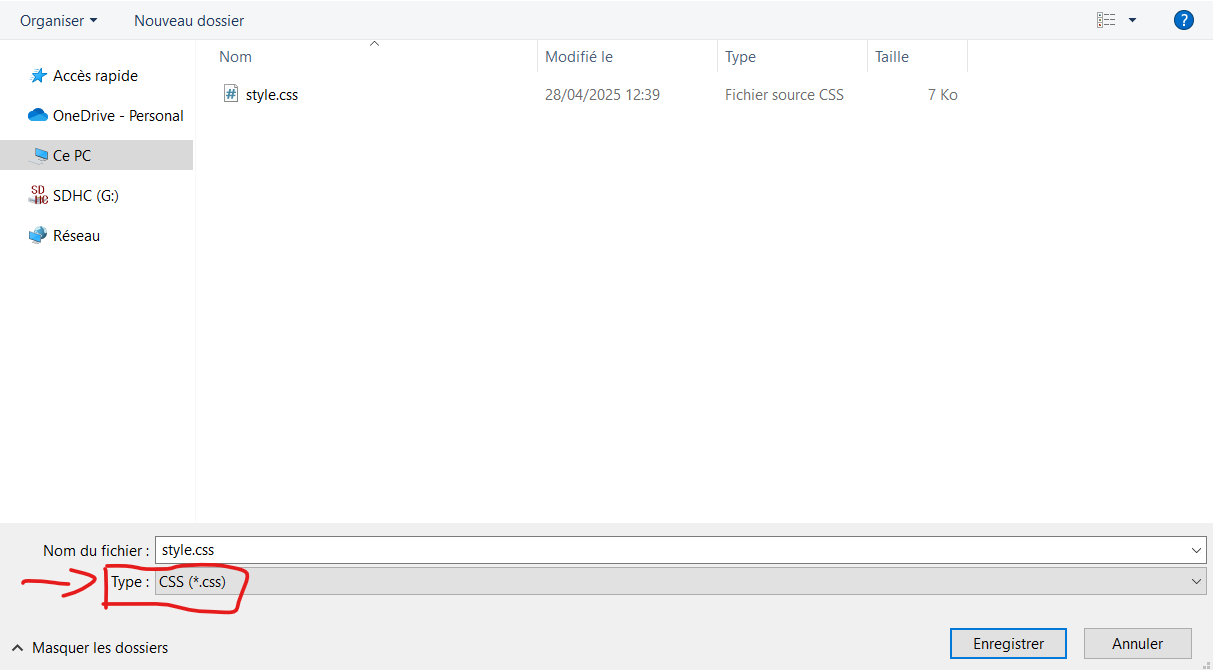 Organiser Nouveau dossier ?
Nom Modifié le Type Taille
Accès rapide
style.css 28/04/2025 12:39 Fichier source CSS 7 Ko
OneDrive - Personal
Ce PC
SDHC (G:)
Réseau
Nom du fichier : style.css
Type : CSS (*.css)
Masquer les dossiers Enregistrer Annuler